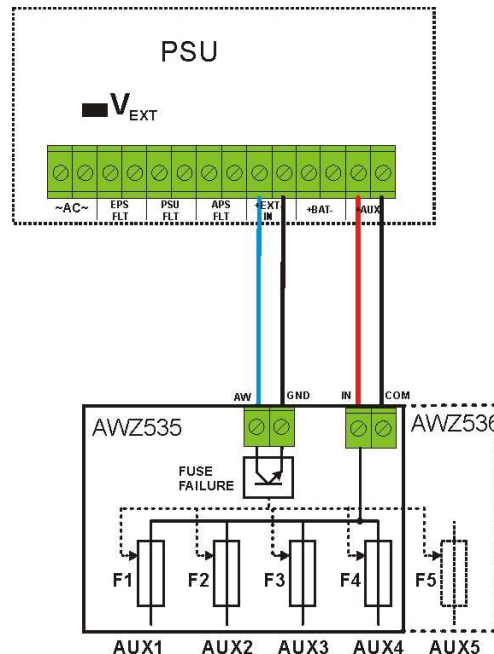 PSU
VEXT
~AC~ EPS FLT PSU FLT APS FLT +EXT- IN +BAT- +AUX-
AW GND IN COM
AWZ535 AWZ536
FUSE FAILURE
F1 F2 F3 F4 F5
AUX1 AUX2 AUX3 AUX4 AUX5